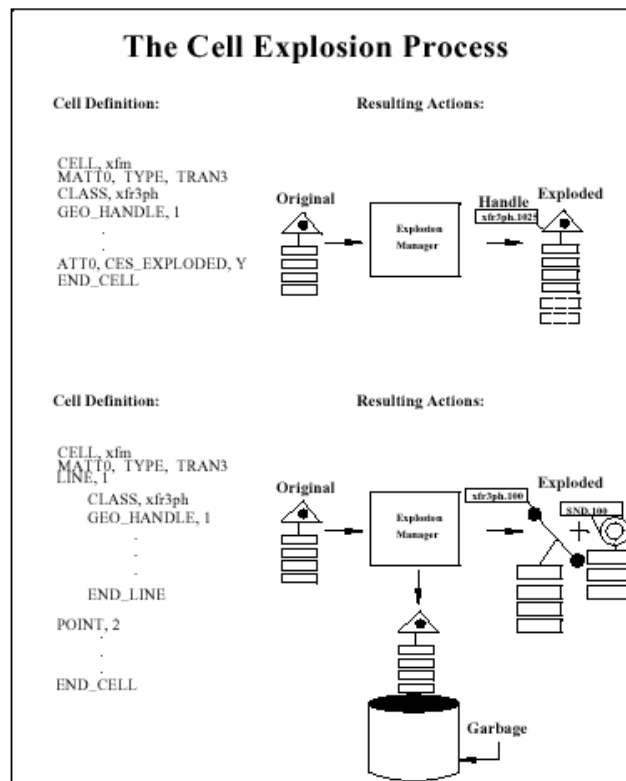 The Cell Explosion Process
Cell Definition:
Resulting Actions:
CELL, xfm
MATT0, TYPE, TRAN3
CLASS, xfr3ph
GEO_HANDLE, 1
.
.
ATT0, CES_EXPLODED, Y
END_CELL
Original
Explosion
Manager
Handle
Exploded
xfr3ph.1025
Cell Definition:
Resulting Actions:
CELL, xfm
MATT0, TYPE, TRAN3
LINE, 1
CLASS, xfr3ph
GEO_HANDLE, 1
.
.
.
END_LINE
POINT, 2
.
.
.
END_CELL
Original
Explosion
Manager
Exploded
xfr3ph.100
SND.100
Garbage